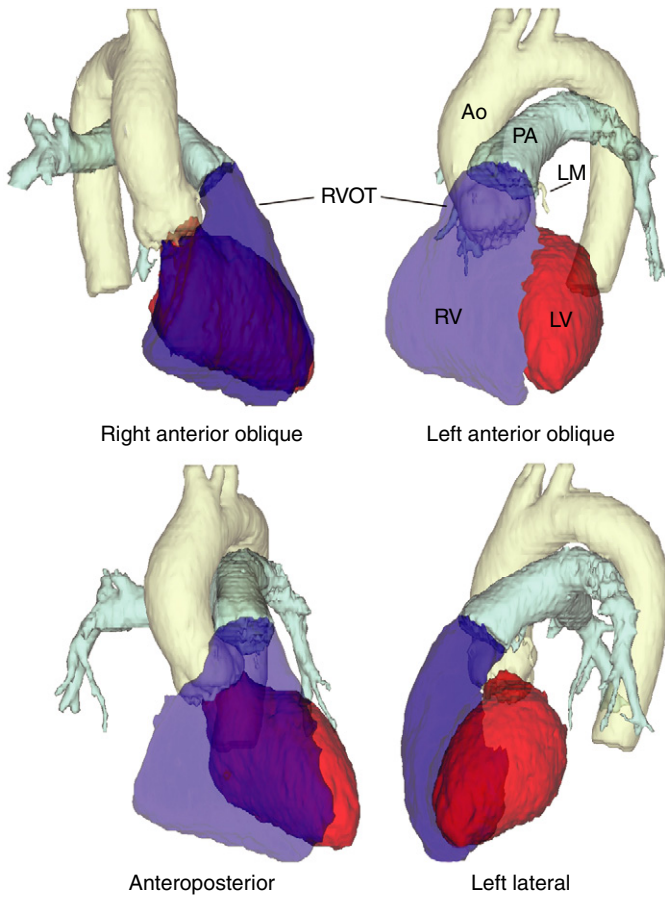 Ao
PA
LM
RVOT
RV
LV
Right anterior oblique
Left anterior oblique
Anteroposterior
Left lateral